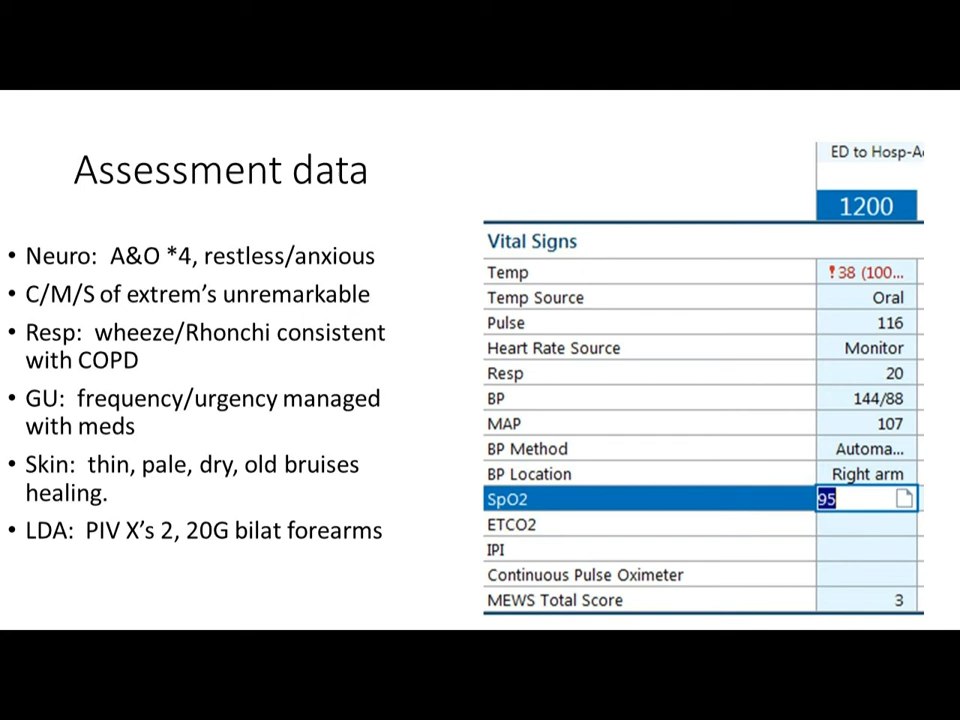 Assessment data
• Neuro:  A&O *4, restless/anxious
• C/M/S of extrem’s unremarkable
• Resp:  wheeze/Rhonchi consistent
with COPD
• GU:  frequency/urgency managed
with meds
• Skin:  thin, pale, dry, old bruises
healing.
• LDA:  PIV X’s 2, 20G bilat forearms
ED to Hosp-A
1200
Vital Signs
Temp !38 (100...
Temp Source Oral
Pulse 116
Heart Rate Source Monitor
Resp 20
BP 144/88
MAP 107
BP Method Automa...
BP Location Right arm
SpO2 95
ETCO2
IPI
Continuous Pulse Oximeter
MEWS Total Score 3